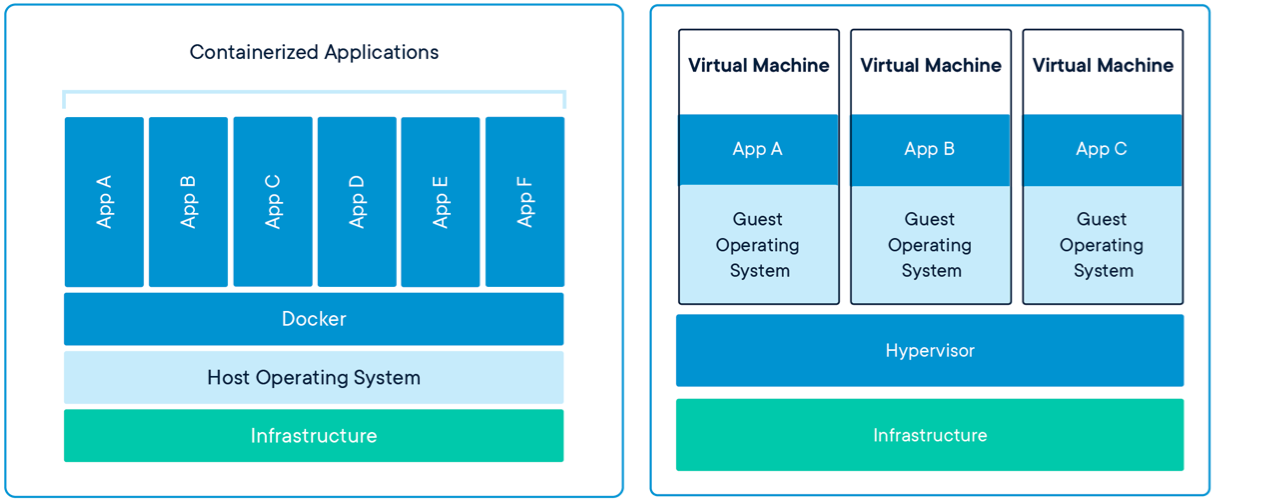 Containerized Applications
App A
App B
App C
App D
App E
App F
Docker
Host Operating System
Infrastructure
Virtual Machine
App A
Guest
Operating
System
Virtual Machine
App B
Guest
Operating
System
Virtual Machine
App C
Guest
Operating
System
Hypervisor
Infrastructure